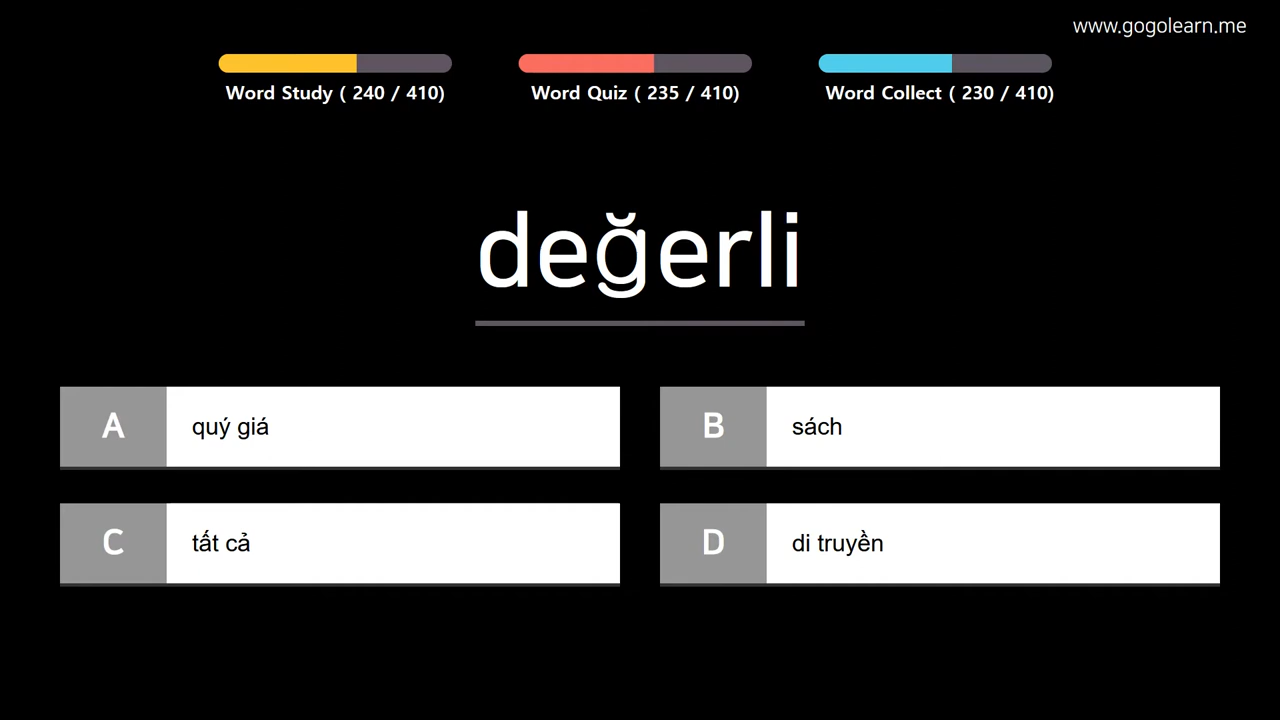 www.gogolearn.me
Word Study ( 240 / 410)
Word Quiz ( 235 / 410)
Word Collect ( 230 / 410)
değerli
A quý giá
B sách
C tất cả
D di truyền